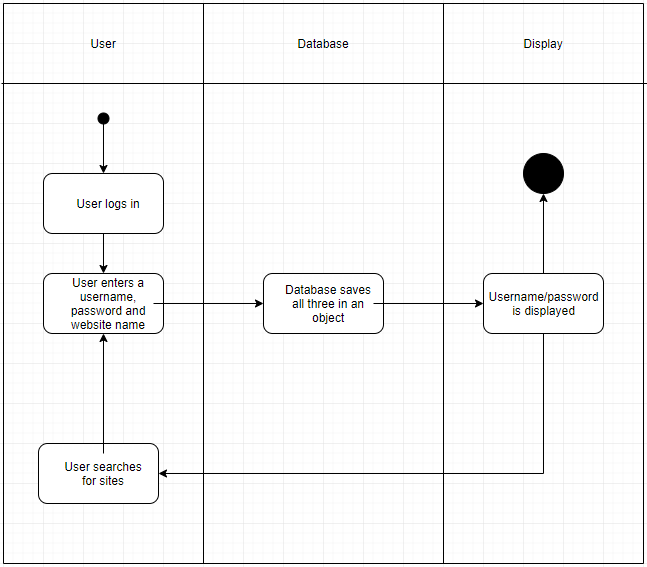 User
Database
Display
User logs in
User enters a
username,
password and
website name
Database saves
all three in an
object
Username/password
is displayed
User searches
for sites